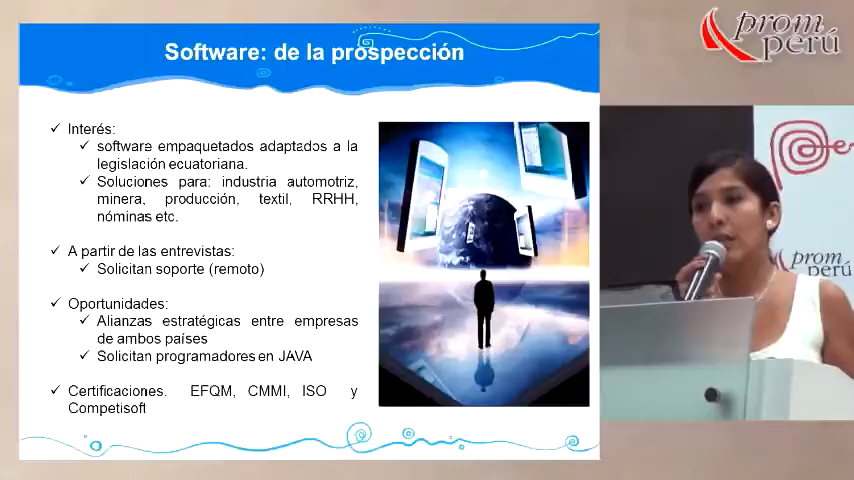 Software: de la prospección
✓ Interés:
✓ software empaquetados adaptados a la
legislación ecuatoriana.
✓ Soluciones para: industria automotriz,
minera, producción, textil, RRHH,
nóminas etc.
✓ A partir de las entrevistas:
✓ Solicitan soporte (remoto)
✓ Oportunidades:
✓ Alianzas estratégicas entre empresas
de ambos países
✓ Solicitan programadores en JAVA
✓ Certificaciones. EFQM, CMMI, ISO y
Competisoft
prom
perú
prom
perú